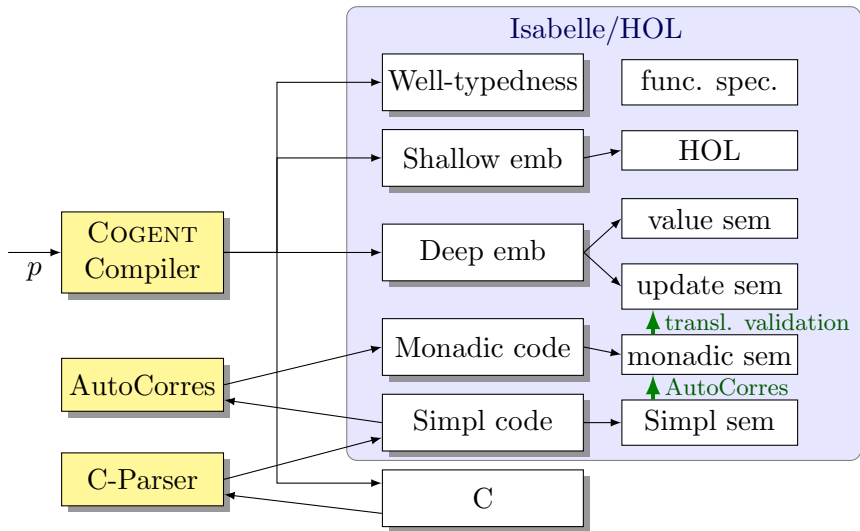 Isabelle/HOL
Well-typedness
func. spec.
Shallow emb
HOL
COGENT
Compiler
p
Deep emb
value sem
update sem
transl. validation
Monadic code
monadic sem
AutoCorres
AutoCorres
Simpl code
Simpl sem
C-Parser
C